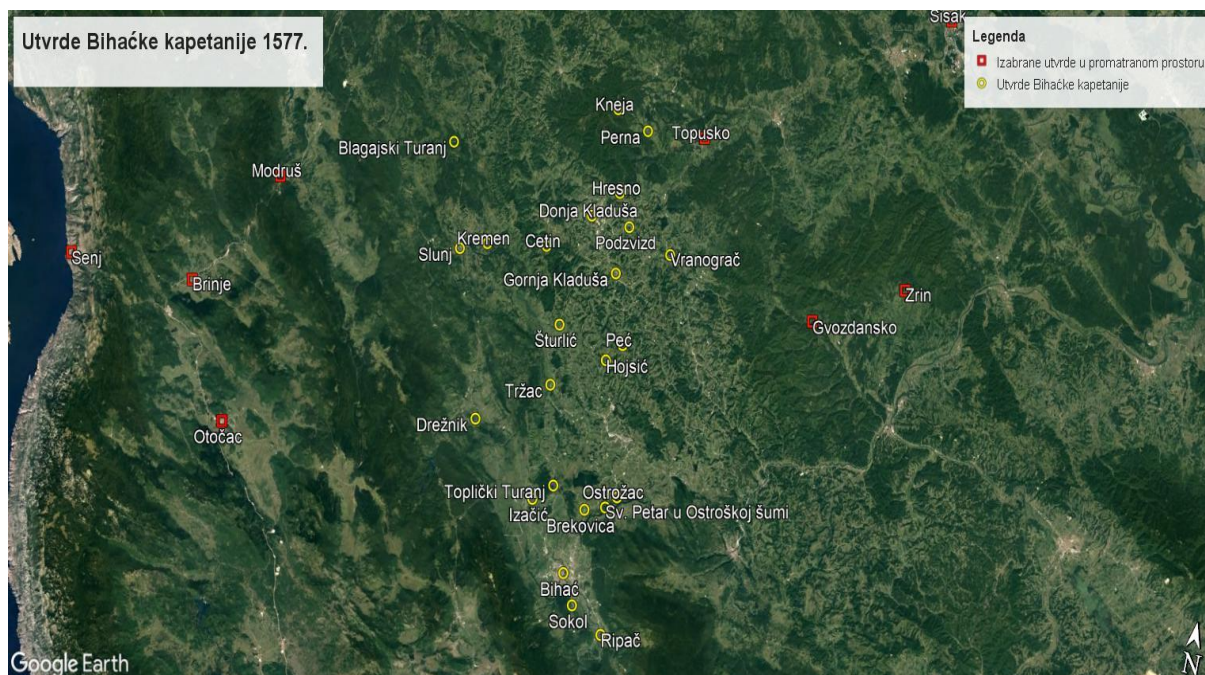 Utvrde Bihaćke kapetanije 1577.
Sisak
Legenda
Izabrane utvrde u promatranom prostoru
Utvrde Bihaćke kapetanije
Kneja
Perna
Topusko
Blagajski Turanj
Modruš
Hresno
Donja Kladuša
Podzvizd
Kremen
Cetin
Slunj
Vranograč
Senj
Gornja Kladuša
Brinje
Zrin
Gvozdansko
Šturlić
Peć
Hojsić
Tržac
Drežnik
Otočac
Toplički Turanj
Ostrožac
Izačić
Sv. Petar u Ostroškoj šumi
Brekovica
Bihać
Sokol
Ripač
Google Earth
N